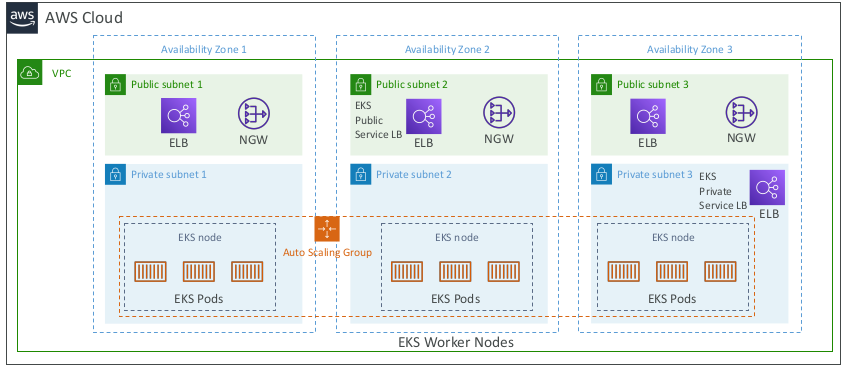 aws
AWS Cloud
Availability Zone 1
Availability Zone 2
Availability Zone 3
VPC
Public subnet 1
ELB
NGW
Public subnet 2
EKS
Public
Service LB
ELB
NGW
Public subnet 3
ELB
NGW
Private subnet 1
Private subnet 2
Private subnet 3
EKS
Private
Service LB
ELB
Auto Scaling Group
EKS node
EKS Pods
EKS node
EKS Pods
EKS node
EKS Pods
EKS Worker Nodes